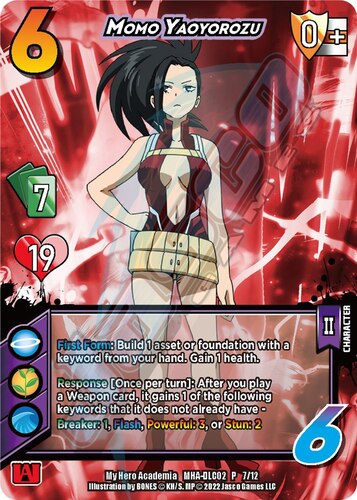 Momo Yaoyorozu
6
0 +
7
19
II
CHARACTER
First Form: Build 1 asset or foundation with a
keyword from your hand. Gain 1 health.
Response [Once per turn]: After you play
a Weapon card, it gains 1 of the following
keywords that it does not already have -
Breaker: 1, Flash, Powerful: 3, or Stun: 2
6
My Hero Academia MHA-DLC02 P 7/12
Illustration by BONES © KH/S, MP © 2022 Jasco Games LLC